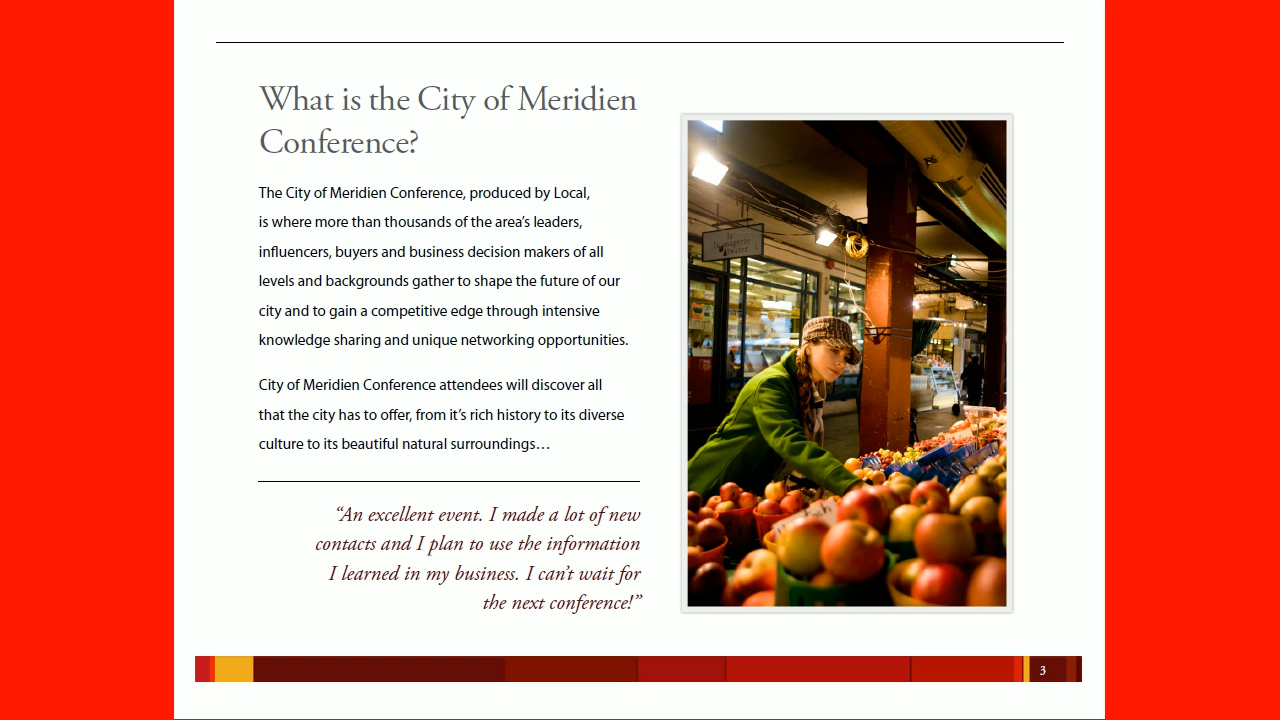 What is the City of Meridien
Conference?
The City of Meridien Conference, produced by Local,
is where more than thousands of the area's leaders,
influencers, buyers and business decision makers of all
levels and backgrounds gather to shape the future of our
city and to gain a competitive edge through intensive
knowledge sharing and unique networking opportunities.
City of Meridien Conference attendees will discover all
that the city has to offer, from it's rich history to its diverse
culture to its beautiful natural surroundings…
“An excellent event. I made a lot of new
contacts and I plan to use the information
I learned in my business. I can't wait for
the next conference!”
la
fromagerie
atwater
3